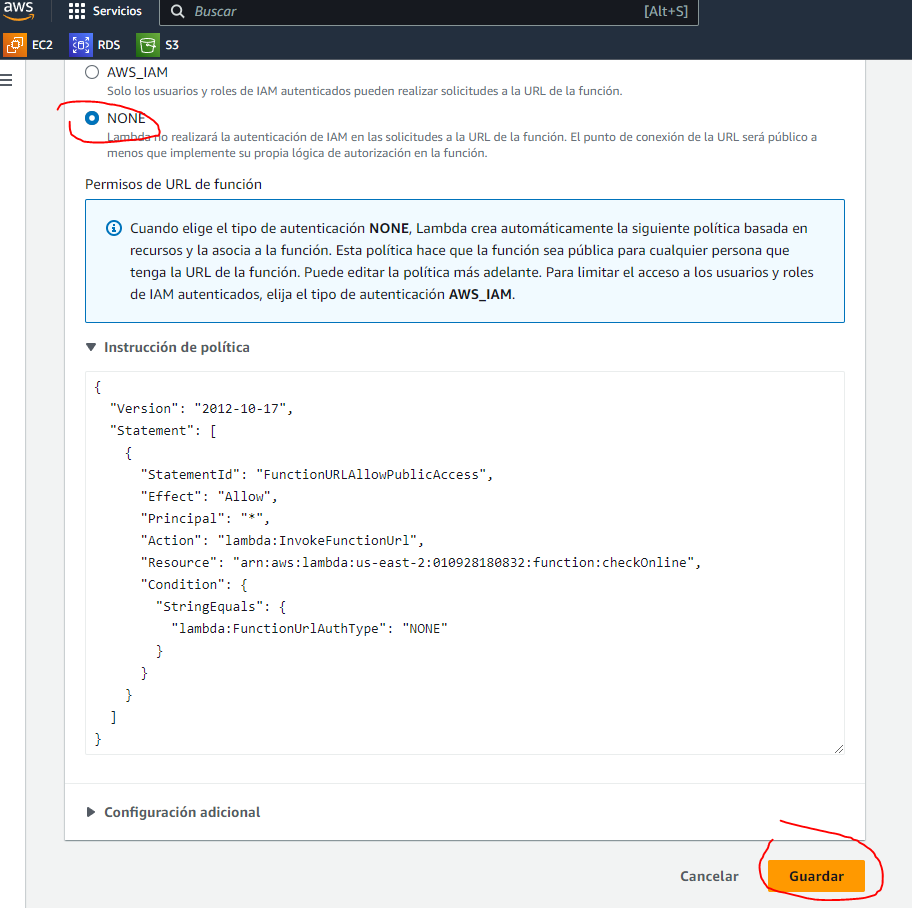 aws
Servicios
Buscar
[Alt+S]
EC2
RDS
S3
AWS_IAM
Solo los usuarios y roles de IAM autenticados pueden realizar solicitudes a la URL de la función.
NONE
Lambda no realizará la autenticación de IAM en las solicitudes a la URL de la función. El punto de conexión de la URL será público a
menos que implemente su propia lógica de autorización en la función.
Permisos de URL de función
Cuando elige el tipo de autenticación NONE, Lambda crea automáticamente la siguiente política basada en
recursos y la asocia a la función. Esta política hace que la función sea pública para cualquier persona que
tenga la URL de la función. Puede editar la política más adelante. Para limitar el acceso a los usuarios y roles
de IAM autenticados, elija el tipo de autenticación AWS_IAM.
Instrucción de política
{
"Version": "2012-10-17",
"Statement": [
{
"StatementId": "FunctionURLAllowPublicAccess",
"Effect": "Allow",
"Principal": "*",
"Action": "lambda:InvokeFunctionUrl",
"Resource": "arn:aws:lambda:us-east-2:010928180832:function:checkOnline",
"Condition": {
"StringEquals": {
"lambda:FunctionUrlAuthType": "NONE"
}
}
}
]
}
Configuración adicional
Cancelar
Guardar